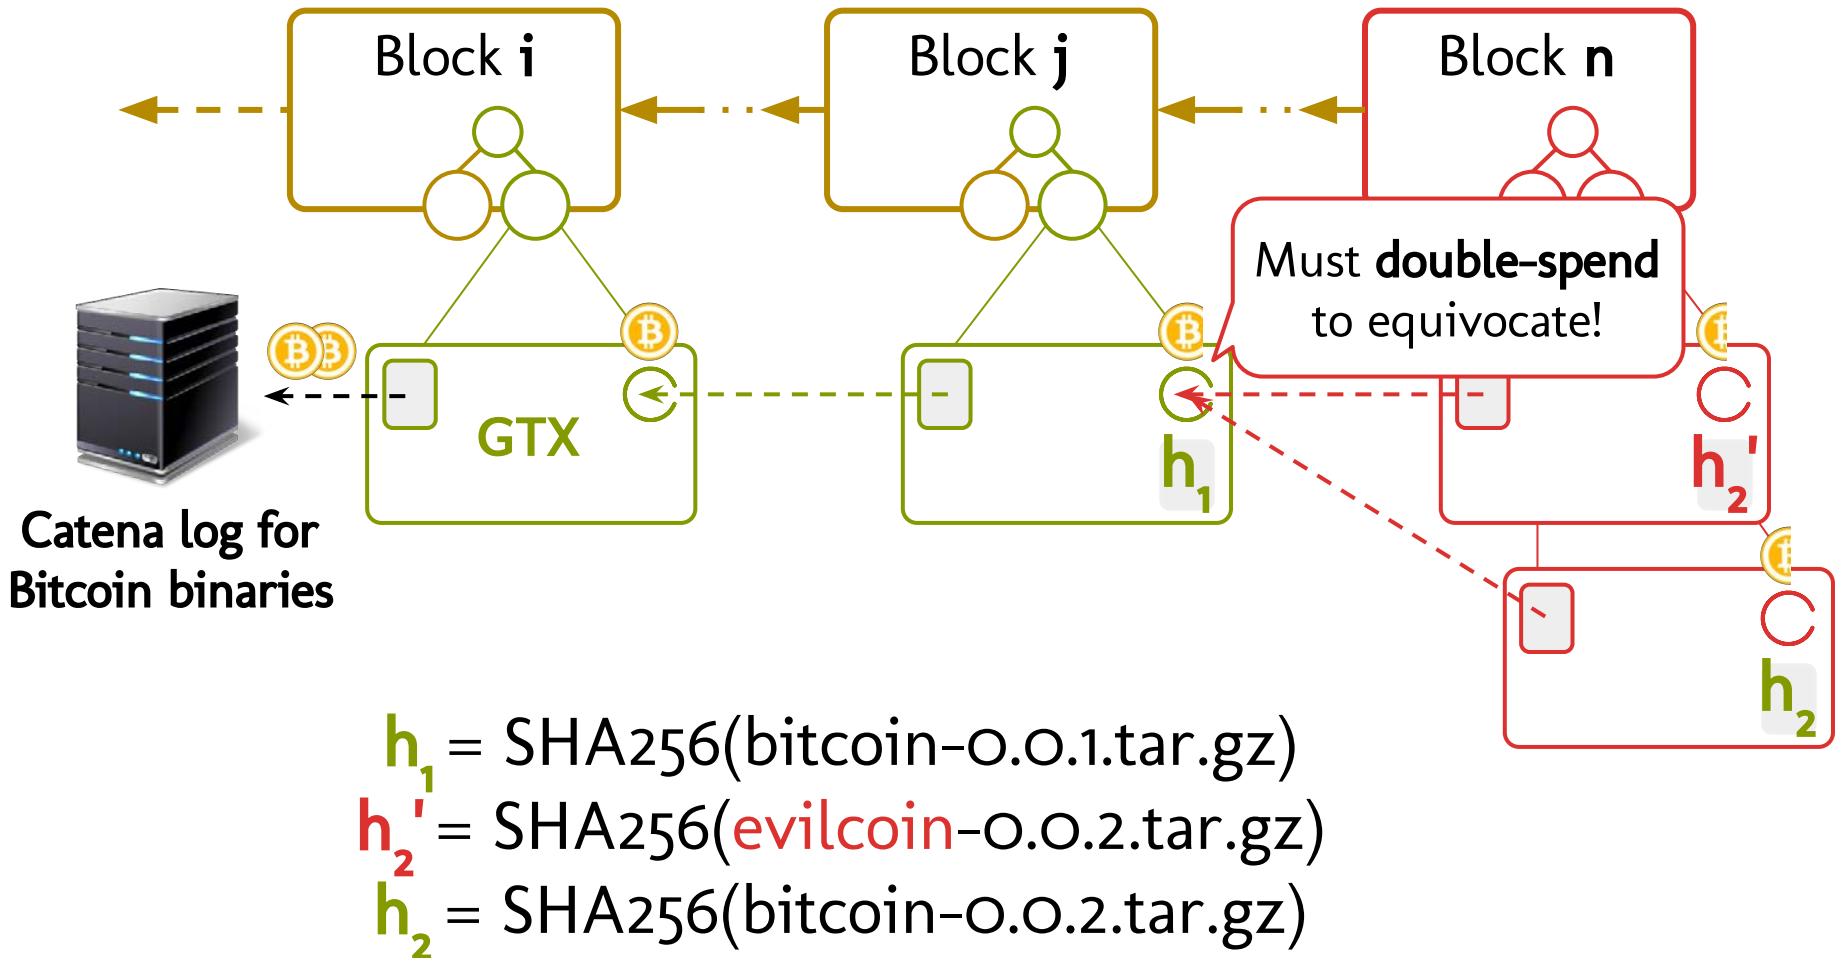 Block i
Block j
Block n
Must double-spend
to equivocate!
GTX
h1
h2'
Catena log for
Bitcoin binaries
h2
h1 = SHA256(bitcoin-0.0.1.tar.gz)
h2' = SHA256(evilcoin-0.0.2.tar.gz)
h2 = SHA256(bitcoin-0.0.2.tar.gz)